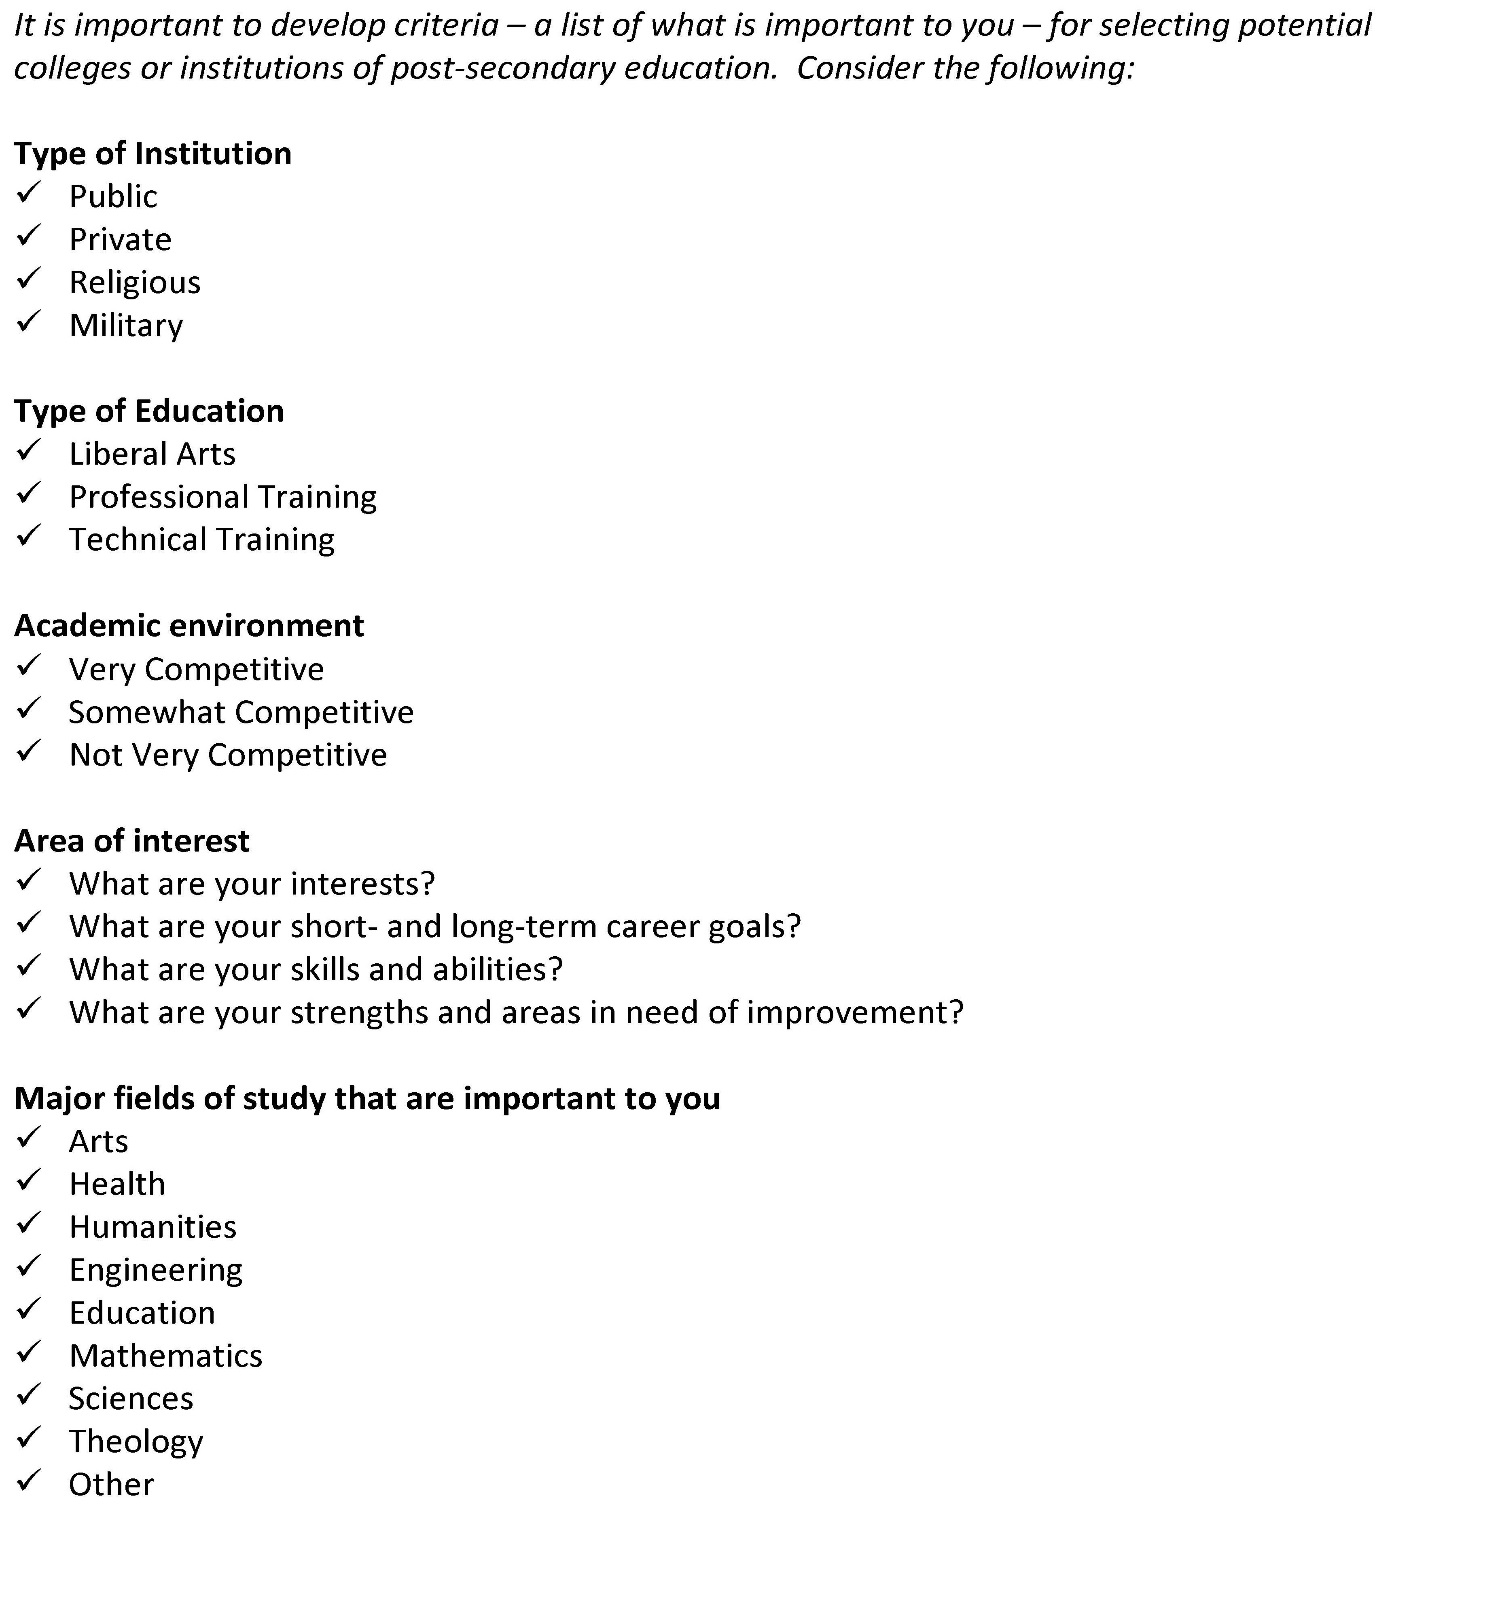 It is important to develop criteria – a list of what is important to you – for selecting potential
colleges or institutions of post-secondary education.  Consider the following:
Type of Institution
✓ Public
✓ Private
✓ Religious
✓ Military
Type of Education
✓ Liberal Arts
✓ Professional Training
✓ Technical Training
Academic environment
✓ Very Competitive
✓ Somewhat Competitive
✓ Not Very Competitive
Area of interest
✓ What are your interests?
✓ What are your short- and long-term career goals?
✓ What are your skills and abilities?
✓ What are your strengths and areas in need of improvement?
Major fields of study that are important to you
✓ Arts
✓ Health
✓ Humanities
✓ Engineering
✓ Education
✓ Mathematics
✓ Sciences
✓ Theology
✓ Other